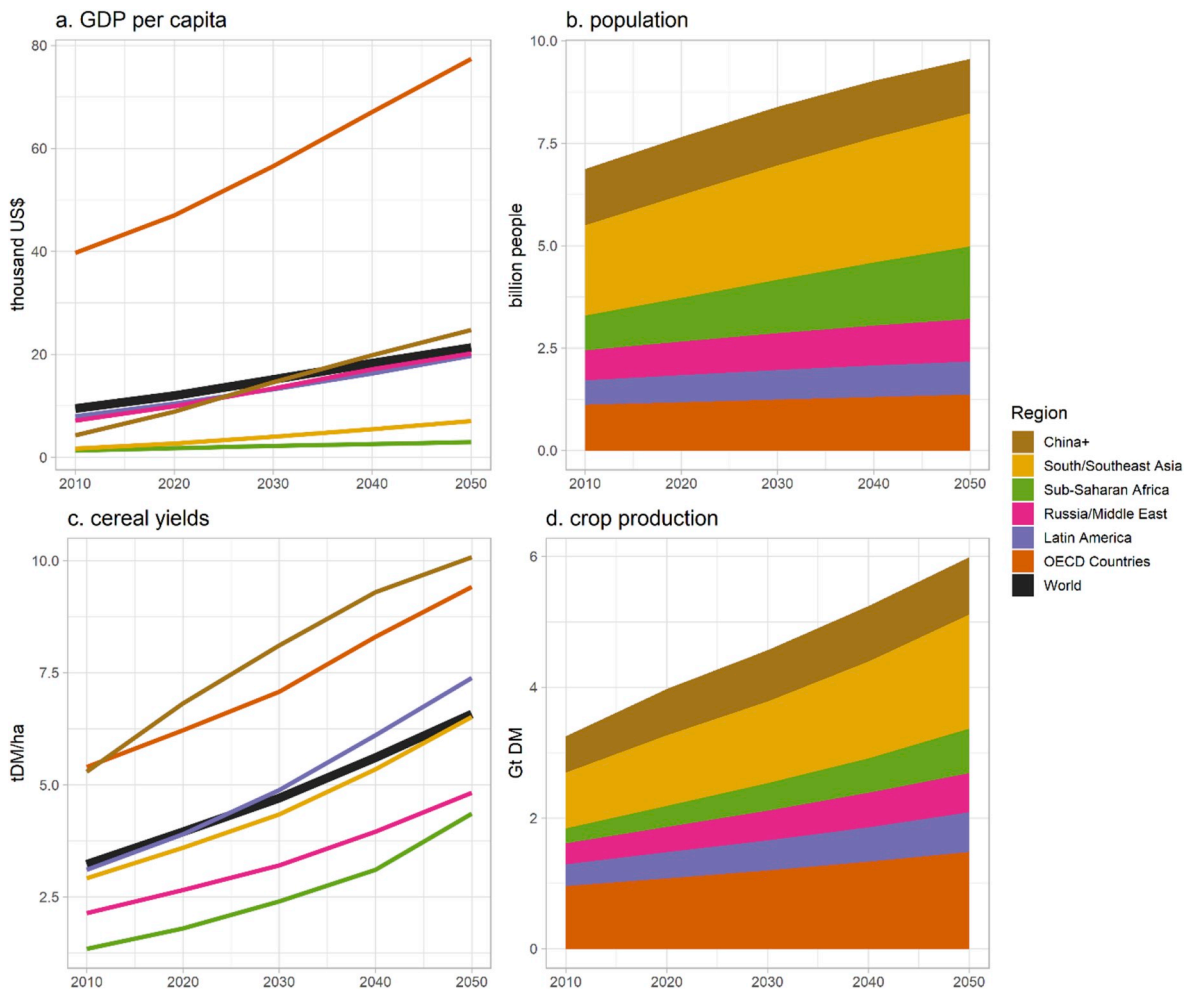 a. GDP per capita
80
60
40
20
0
thousand US$
2010 2020 2030 2040 2050
b. population
10.0
7.5
5.0
2.5
0.0
billion people
2010 2020 2030 2040 2050
c. cereal yields
10.0
7.5
5.0
2.5
tDM/ha
2010 2020 2030 2040 2050
d. crop production
6
4
2
0
Gt DM
2010 2020 2030 2040 2050
Region
China+
South/Southeast Asia
Sub-Saharan Africa
Russia/Middle East
Latin America
OECD Countries
World